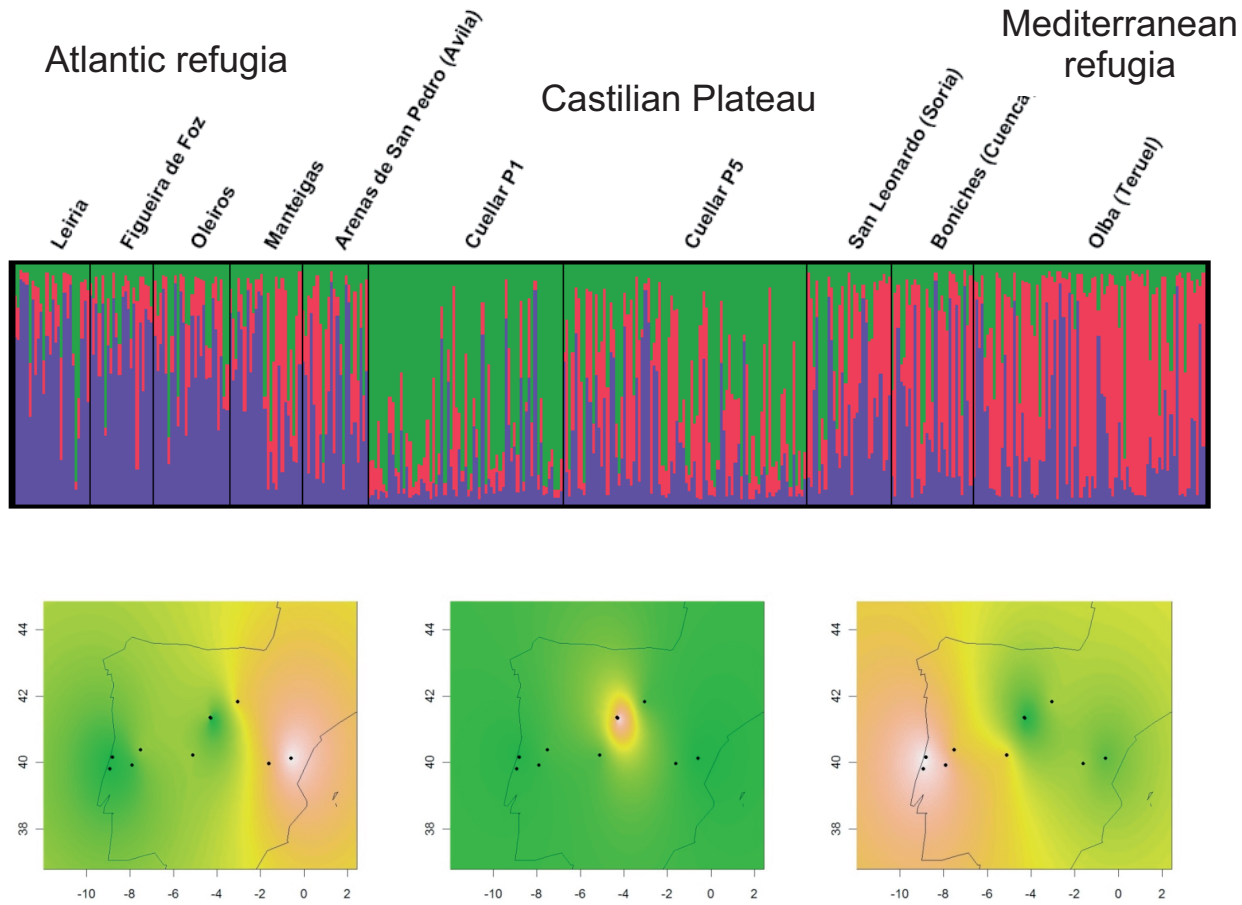 Atlantic refugia
Castilian Plateau
Mediterranean
refugia
Leiria
Figueira de Foz
Oleiros
Manteigas
Arenas de San Pedro (Avila)
Cuellar P1
Cuellar P5
San Leonardo (Soria)
Boniches (Cuenca
Olba (Teruel)
44
42
40
38
-10 -8 -6 -4 -2 0 2
44
42
40
38
-10 -8 -6 -4 -2 0 2
44
42
40
38
-10 -8 -6 -4 -2 0 2